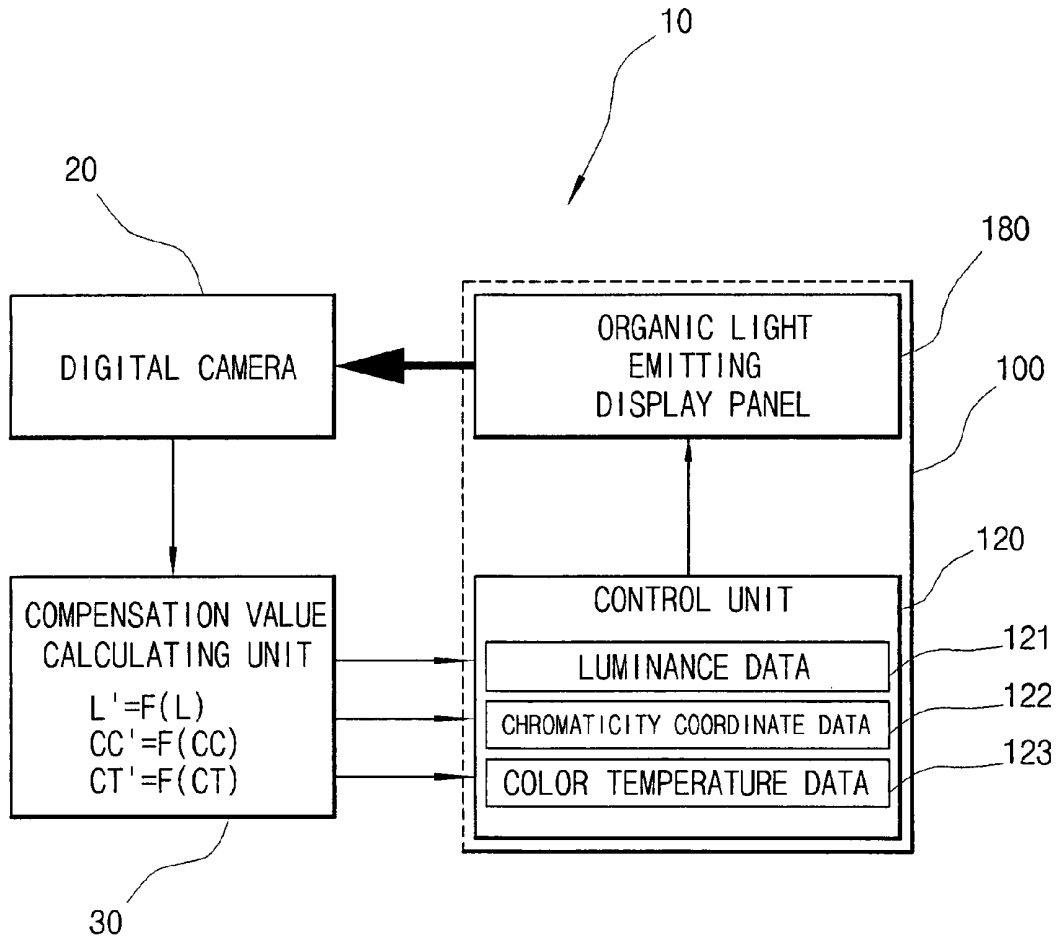 10
20
180
DIGITAL CAMERA
ORGANIC LIGHT
EMITTING
DISPLAY PANEL
100
120
COMPENSATION VALUE
CALCULATING UNIT
L'=F(L)
CC'=F(CC)
CT'=F(CT)
CONTROL UNIT
LUMINANCE DATA
121
CHROMATICITY COORDINATE DATA
122
COLOR TEMPERATURE DATA
123
30